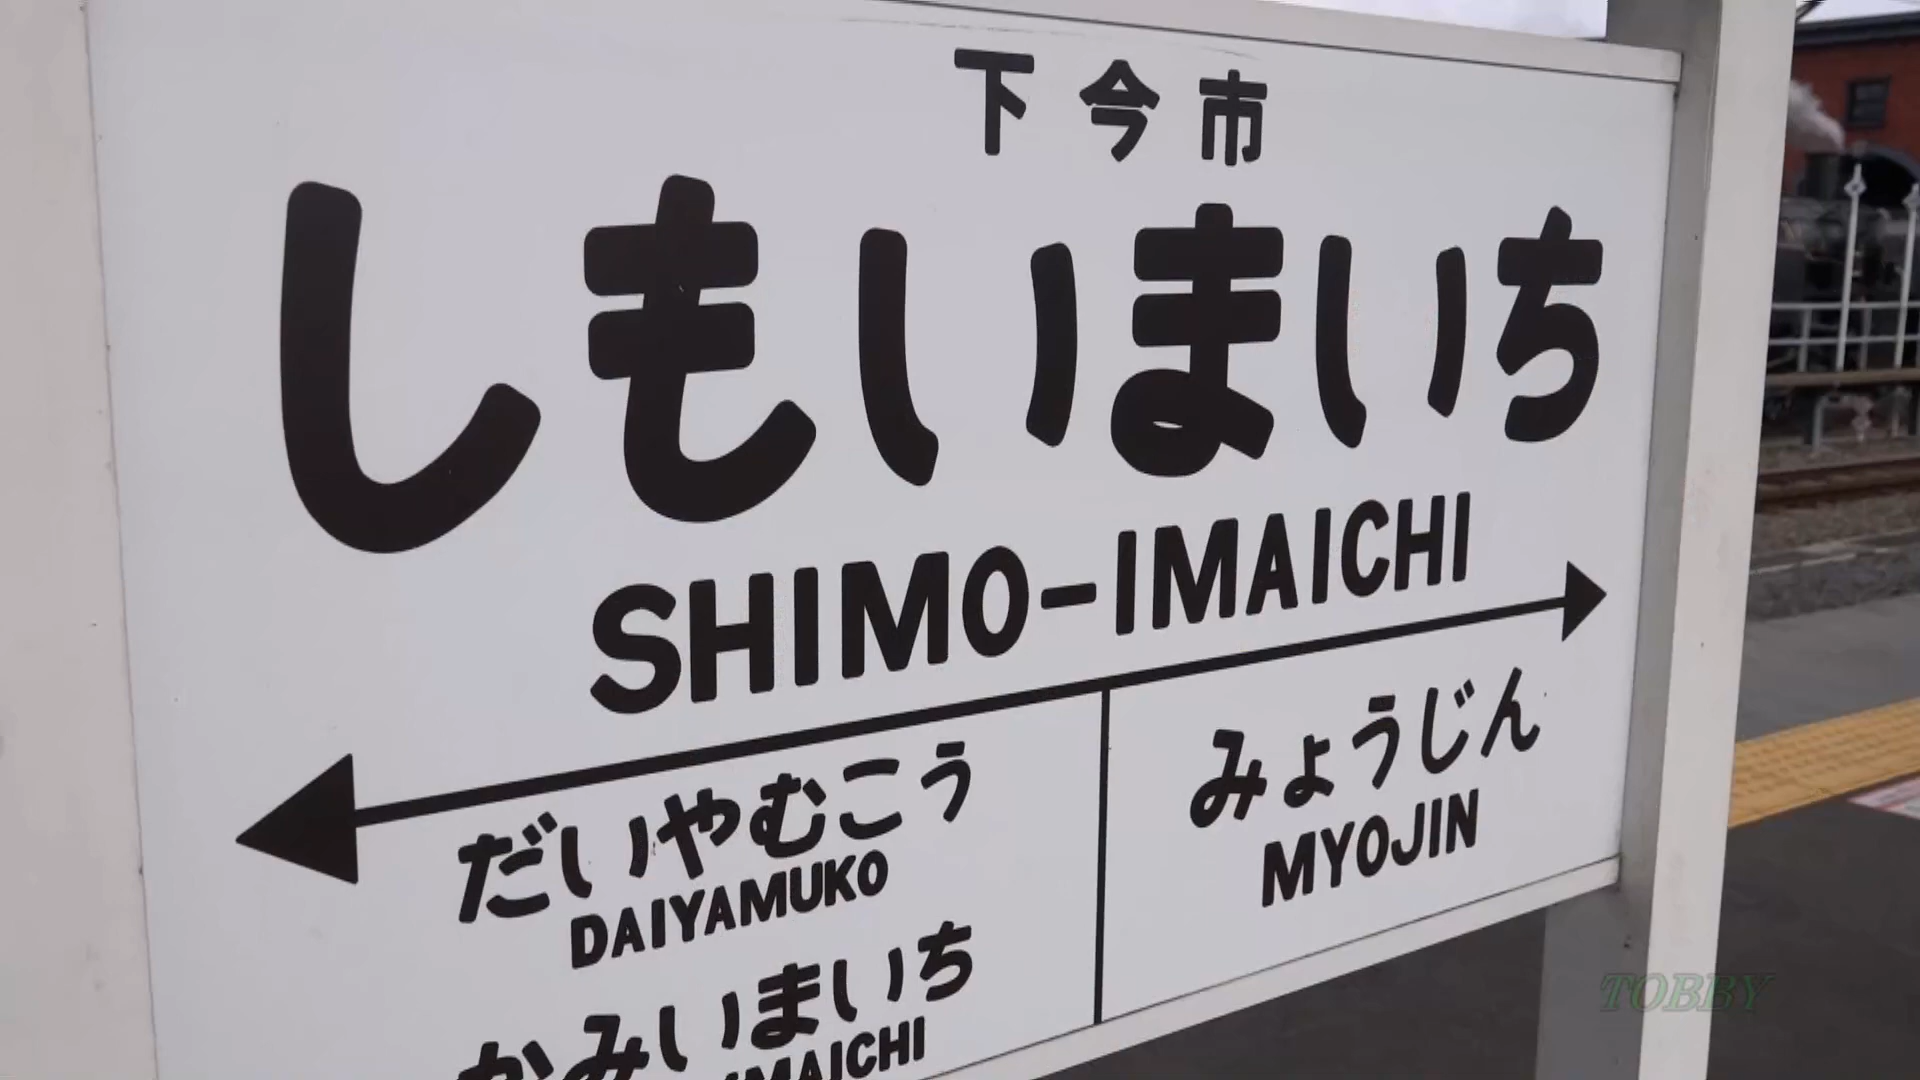 下今市
しもいまいち
SHIMO-IMAICHI
だいやむこう
DAIYAMUKO
かみいまいち
IMAICHI
みょうじん
MYOJIN
TOBBY